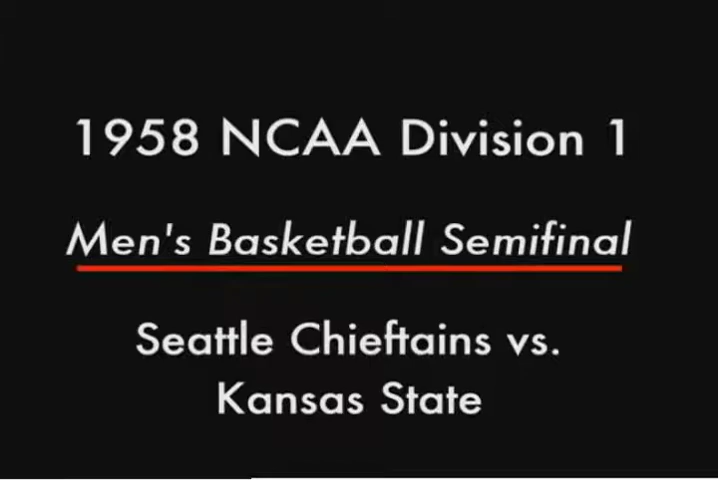 1958 NCAA Division 1
Men's Basketball Semifinal
Seattle Chieftains vs.
Kansas State